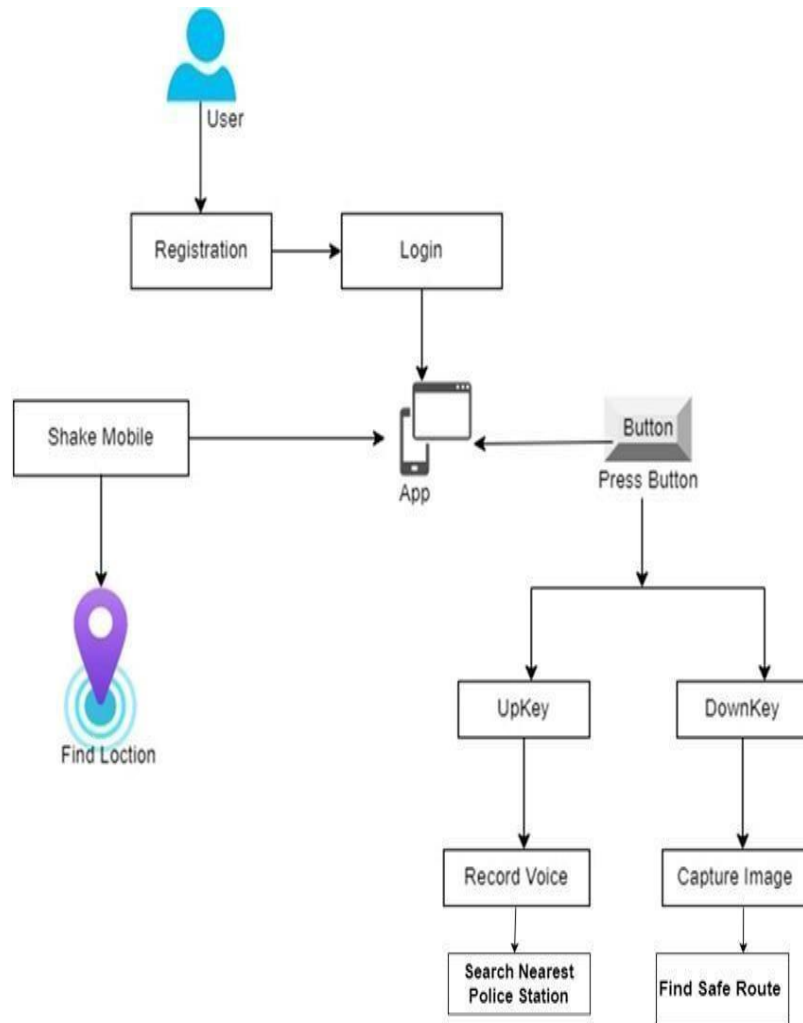 User
Registration
Login
Shake Mobile
App
Button
Press Button
Find Loction
UpKey
DownKey
Record Voice
Capture Image
Search Nearest
Police Station
Find Safe Route